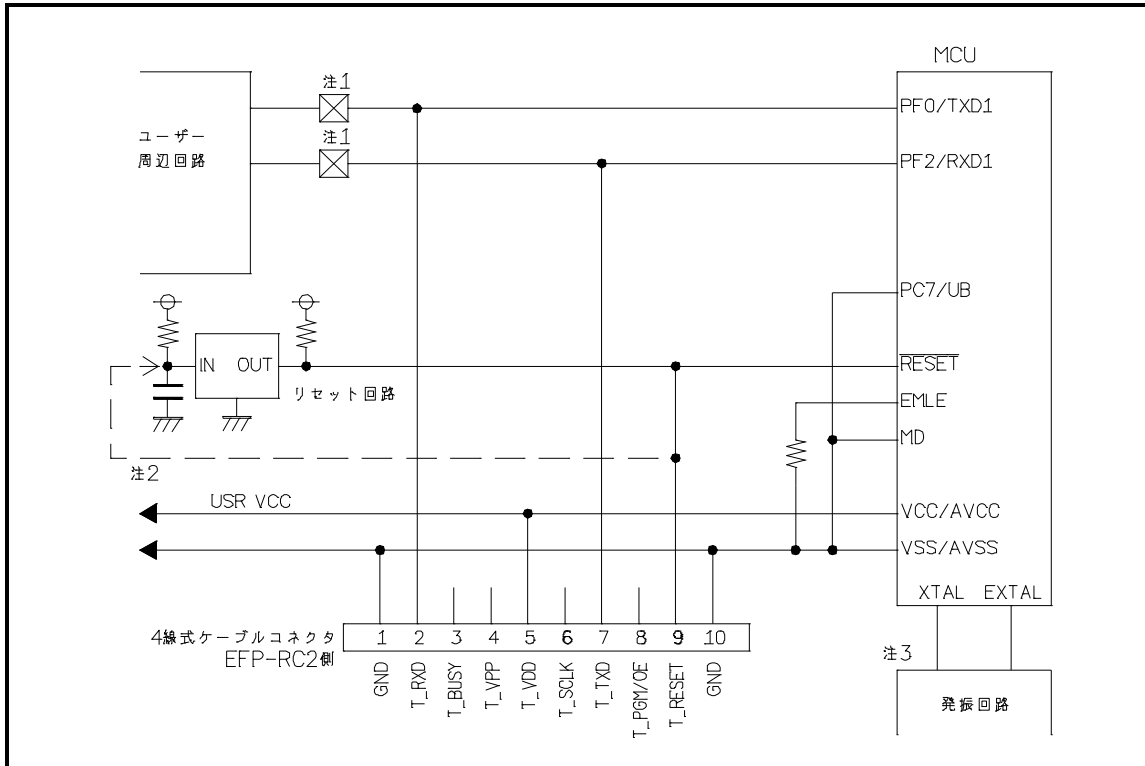 MCU
注1
PF0/TXD1
ユーザー
周辺回路
注1
PF2/RXD1
PC7/UB
IN OUT
RESET
リセット回路
EMLE
MD
注2
USR VCC
VCC/AVCC
VSS/AVSS
XTAL EXTAL
4線式ケーブルコネクタ
EFP-RC2側
1 2 3 4 5 6 7 8 9 10
GND
T_RXD
T_BUSY
T_VPP
T_VDD
T_SCLK
T_TXD
T_PGM/OE
T_RESET
GND
注3
発振回路